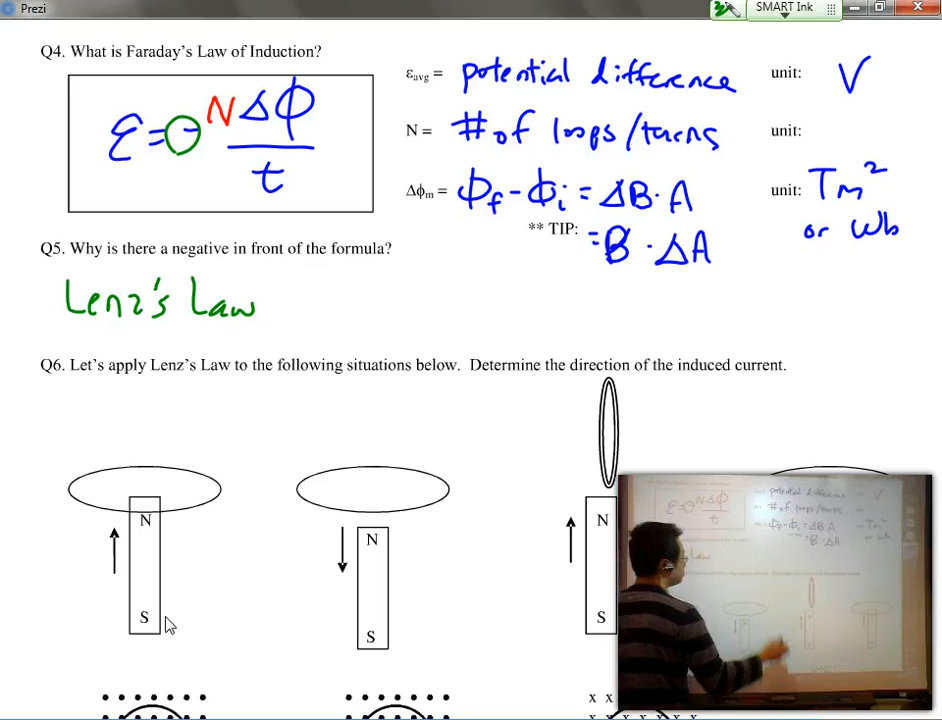 Prezi
SMART Ink
Q4. What is Faraday's Law of Induction?
ε = - N Δϕ / t
ε avg = potential difference unit: V
N = # of loops/turns unit:
Δϕm = ϕf - ϕi = ΔB · A unit: Tm²
** TIP: = B · ΔA or Wb
Q5. Why is there a negative in front of the formula?
Lenz's Law
Q6. Let's apply Lenz's Law to the following situations below. Determine the direction of the induced current.
N N N
S S S
x x
x x x x x x x